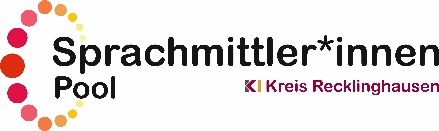 Sprachmittler*innen
Pool
KI Kreis Recklinghausen